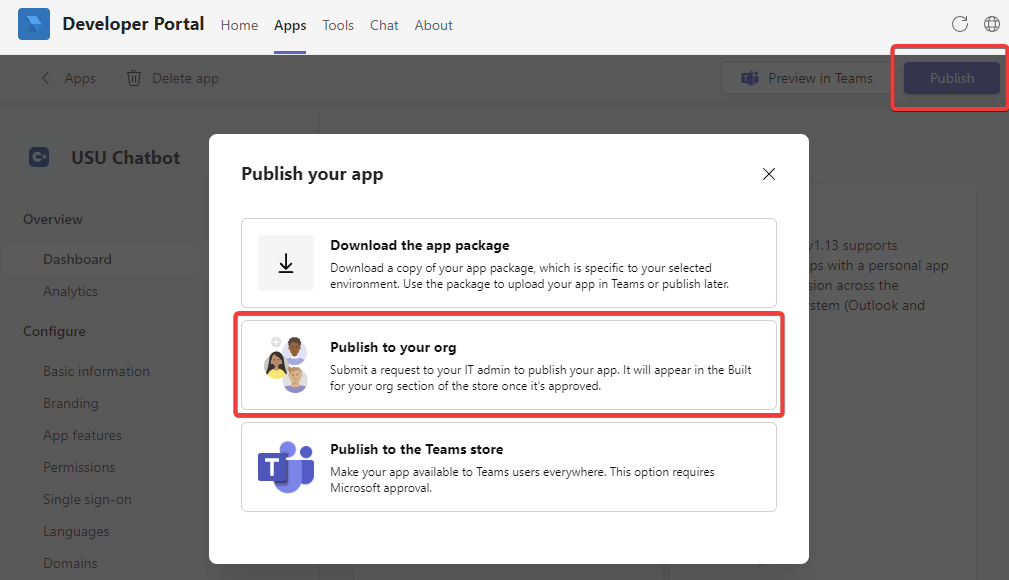 Developer Portal Home Apps Tools Chat About
Apps Delete app Preview in Teams Publish
USU Chatbot
Overview
Dashboard
Analytics
Configure
Basic information
Branding
App features
Permissions
Single sign-on
Languages
Domains
Publish your app
Download the app package
Download a copy of your app package, which is specific to your selected
environment. Use the package to upload your app in Teams or publish later.
Publish to your org
Submit a request to your IT admin to publish your app. It will appear in the Built
for your org section of the store once it's approved.
T
Publish to the Teams store
Make your app available to Teams users everywhere. This option requires
Microsoft approval.
v1.13 supports
ps with a personal app
sion across the
stem (Outlook and